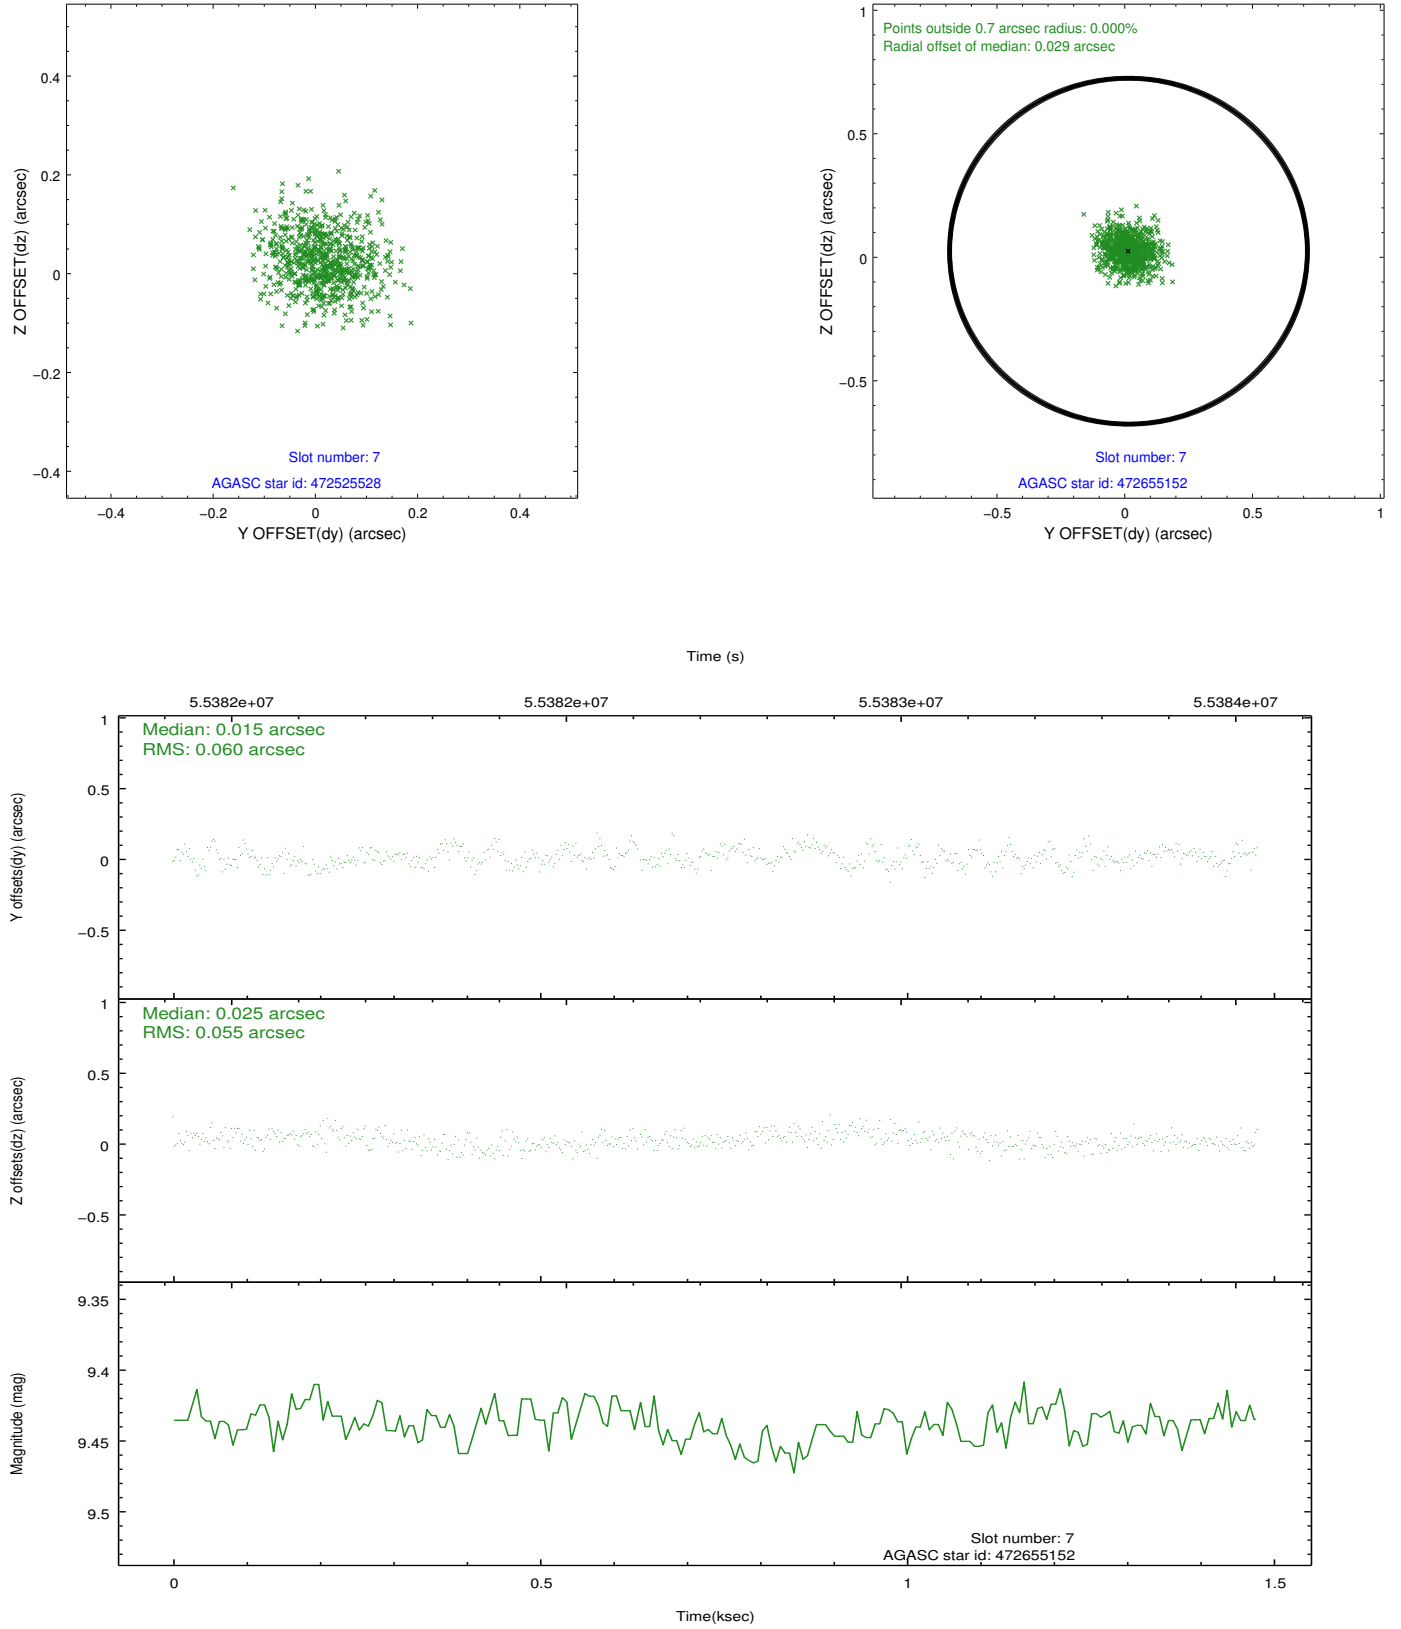 0.4
0.2
0
−0.2
−0.4
Z OFFSET(dz) (arcsec)
Slot number: 7
AGASC star id: 472525528
−0.4
−0.2
0
0.2
0.4
Y OFFSET(dy) (arcsec)
1
0.5
0
−0.5
Z OFFSET(dz) (arcsec)
Points outside 0.7 arcsec radius: 0.000%
Radial offset of median: 0.029 arcsec
Slot number: 7
AGASC star id: 472655152
−0.5
0
0.5
1
Y OFFSET(dy) (arcsec)
Time (s)
5.5382e+07
5.5382e+07
5.5383e+07
5.5384e+07
Median: 0.015 arcsec
RMS: 0.060 arcsec
1
0.5
0
−0.5
Y offsets(dy) (arcsec)
Median: 0.025 arcsec
RMS: 0.055 arcsec
1
0.5
0
−0.5
Z offsets(dz) (arcsec)
9.35
9.4
9.45
9.5
Magnitude (mag)
Slot number: 7
AGASC star id: 472655152
0
0.5
1
1.5
Time(ksec)